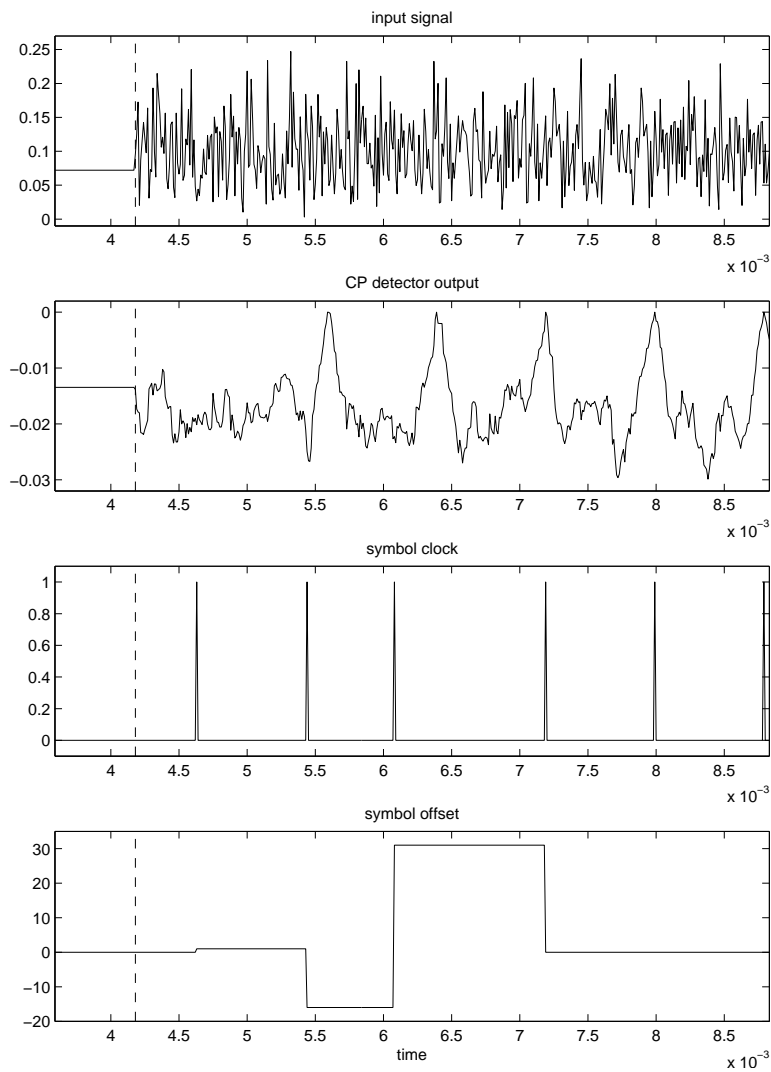 input signal
0.25
0.2
0.15
0.1
0.05
0
4 4.5 5 5.5 6 6.5 7 7.5 8 8.5
x 10⁻³
CP detector output
0
−0.01
−0.02
−0.03
4 4.5 5 5.5 6 6.5 7 7.5 8 8.5
x 10⁻³
symbol clock
1
0.8
0.6
0.4
0.2
0
4 4.5 5 5.5 6 6.5 7 7.5 8 8.5
x 10⁻³
symbol offset
30
20
10
0
−10
−20
4 4.5 5 5.5 6 6.5 7 7.5 8 8.5
time
x 10⁻³